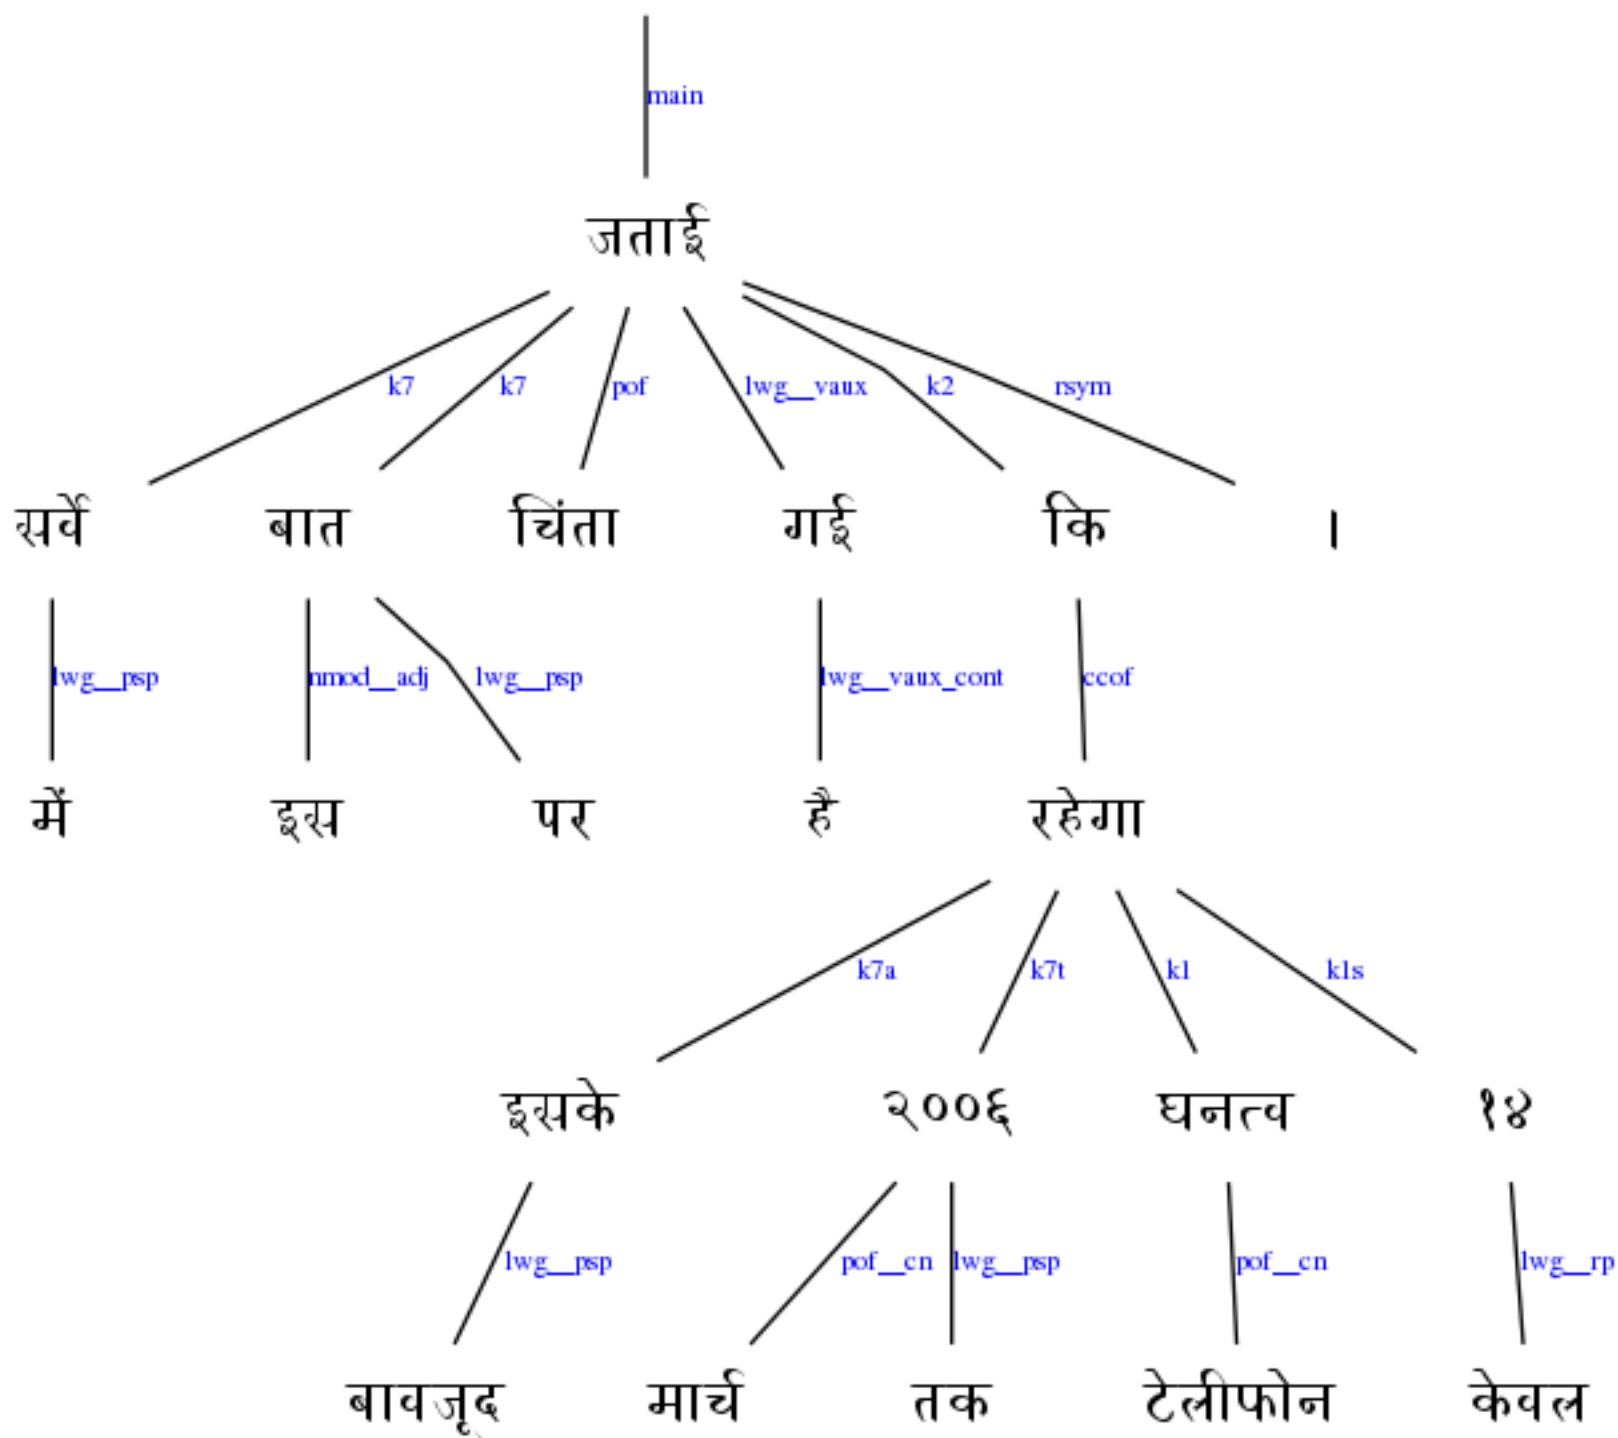 main
जताई
k7 k7 pof lwg__vaux k2 rsym
सर्वे बात चिंता गई कि ।
lwg__psp nmod__adj lwg__psp lwg__vaux_cont ccof
में इस पर है रहेगा
k7a k7t k1 k1s
इसके २००६ घनत्व १४
lwg__psp pof__cn lwg__psp pof__cn lwg__rp
बावजूद मार्च तक टेलीफोन केवल